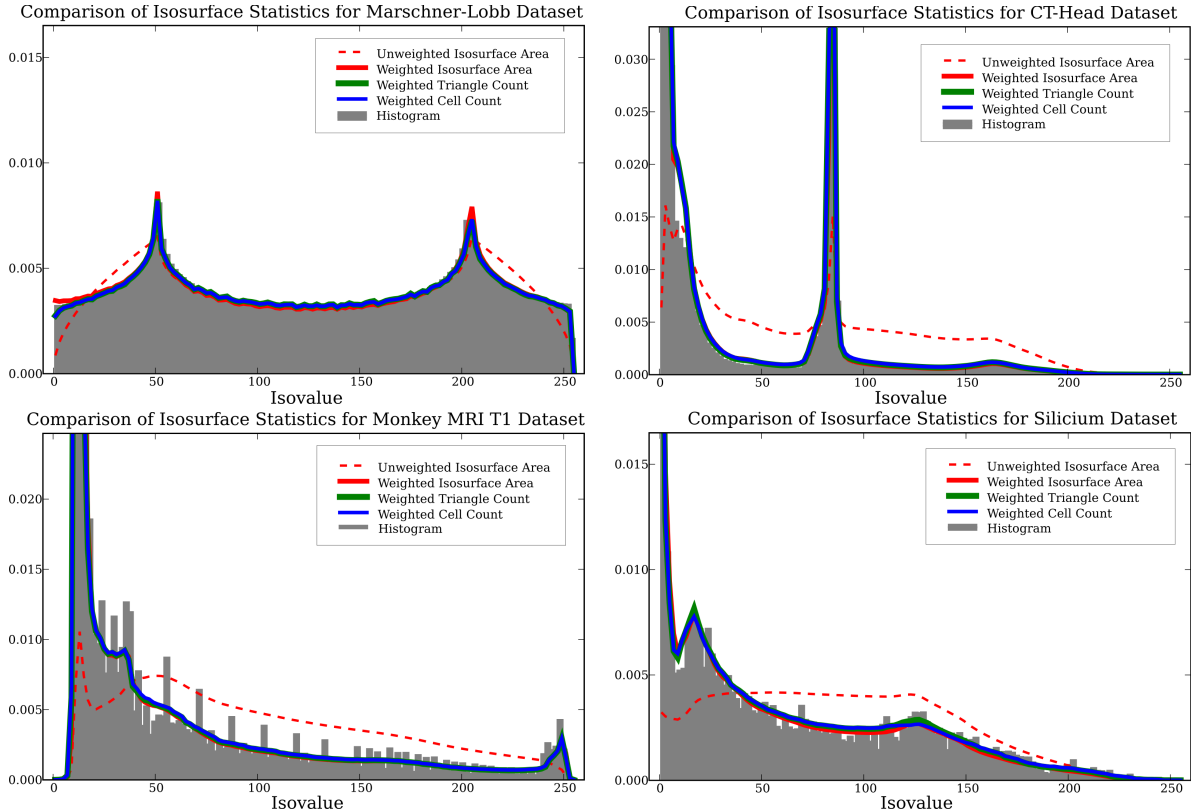 Comparison of Isosurface Statistics for Marschner-Lobb Dataset
0.015
0.010
0.005
0.000
Unweighted Isosurface Area
Weighted Isosurface Area
Weighted Triangle Count
Weighted Cell Count
Histogram
0
50
100
150
200
250
Isovalue
Comparison of Isosurface Statistics for CT-Head Dataset
0.030
0.025
0.020
0.015
0.010
0.005
0.000
Unweighted Isosurface Area
Weighted Isosurface Area
Weighted Triangle Count
Weighted Cell Count
Histogram
0
50
100
150
200
250
Isovalue
Comparison of Isosurface Statistics for Monkey MRI T1 Dataset
0.020
0.015
0.010
0.005
0.000
Unweighted Isosurface Area
Weighted Isosurface Area
Weighted Triangle Count
Weighted Cell Count
Histogram
0
50
100
150
200
250
Isovalue
Comparison of Isosurface Statistics for Silicium Dataset
0.015
0.010
0.005
0.000
Unweighted Isosurface Area
Weighted Isosurface Area
Weighted Triangle Count
Weighted Cell Count
Histogram
0
50
100
150
200
250
Isovalue